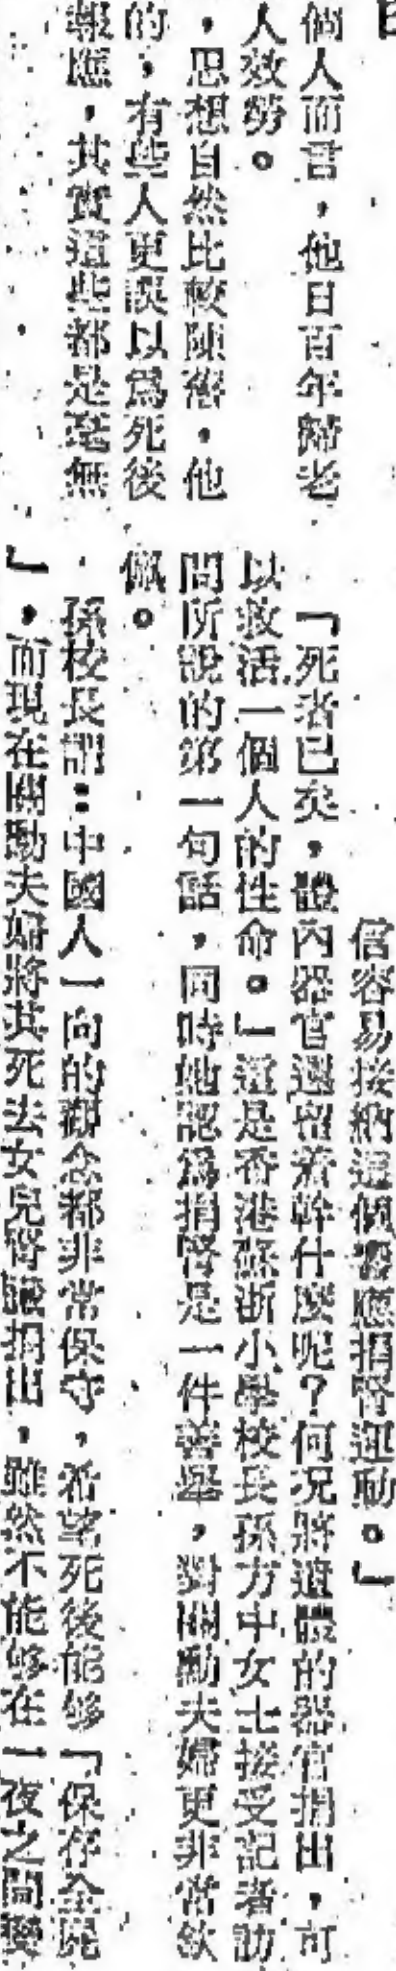 個人而言，他日百年歸老
人效勞。
，思想自然比較陳舊，他
的，有些人更誤以爲死後
報應，其實這些都是毫無
信容易接納這個響應捐腎運動。」
「死者已矣，體內器官還留着幹什麼呢？何況將遺體的器官捐出，可
以救活一個人的性命。」這是香港蘇浙小學校長孫方中女士接受記者訪
問所說的第一句話，同時她認爲捐腎是一件善舉，對關勳夫婦更非常欽
佩。
孫校長謂：中國人一向的觀念都非常保守，希望死後能够「保存全屍
」，而現在關勳夫婦將其死去女兒腎臟捐出，雖然不能够在一夜之間變